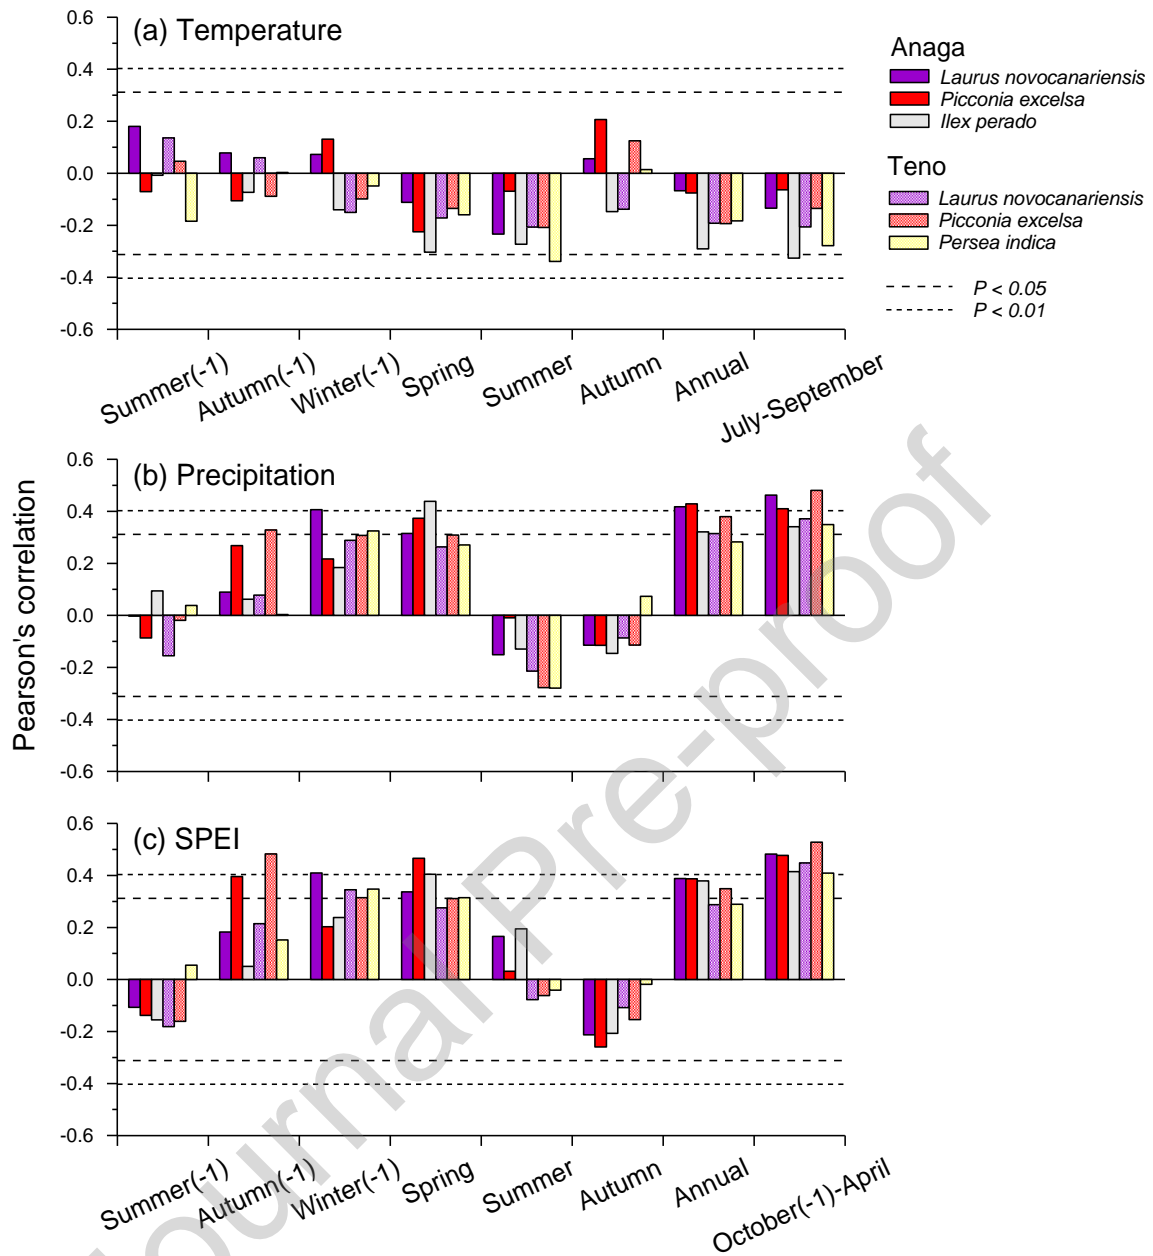 (a) Temperature
0.6
0.4
0.2
0.0
-0.2
-0.4
-0.6
Summer(-1)
Autumn(-1)
Winter(-1)
Spring
Summer
Autumn
Annual
July-September
Anaga
Laurus novocanariensis
Picconia excelsa
Ilex perado
Teno
Laurus novocanariensis
Picconia excelsa
Persea indica
P < 0.05
P < 0.01
Pearson's correlation
(b) Precipitation
0.6
0.4
0.2
0.0
-0.2
-0.4
-0.6
(c) SPEI
0.6
0.4
0.2
0.0
-0.2
-0.4
-0.6
Summer(-1)
Autumn(-1)
Winter(-1)
Spring
Summer
Autumn
Annual
October(-1)-April
Journal Pre-proof